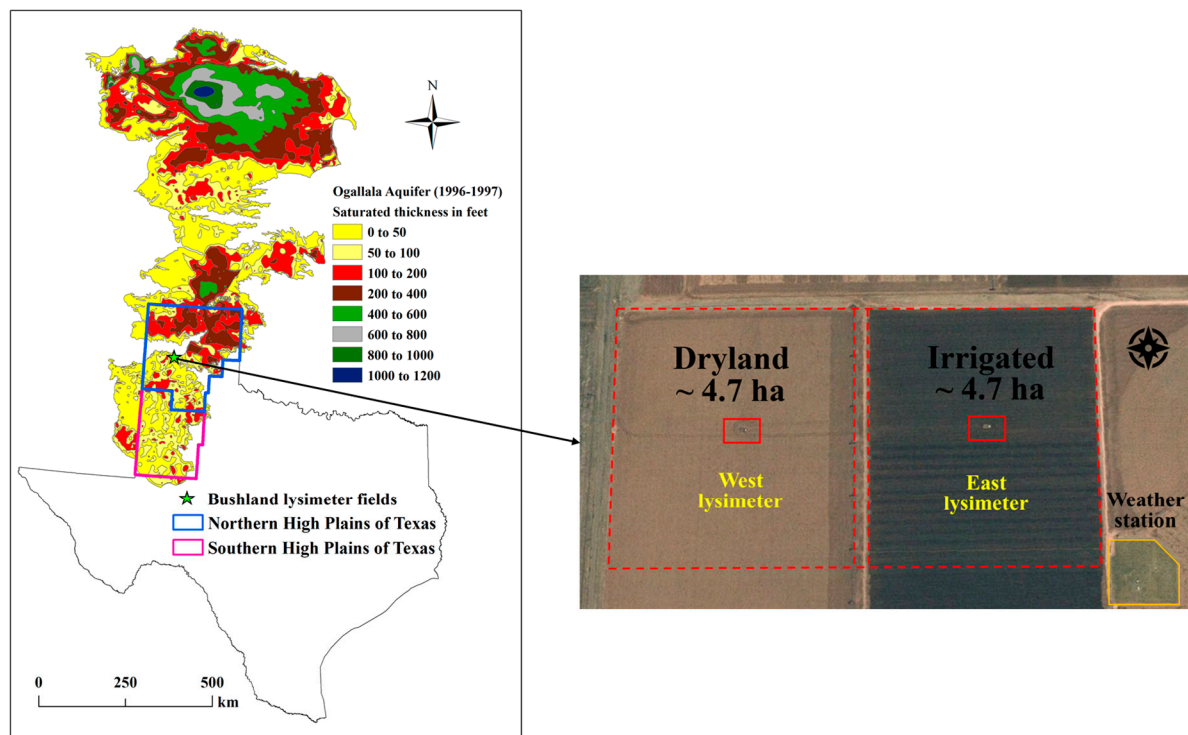 N
Ogallala Aquifer (1996-1997)
Saturated thickness in feet
0 to 50
50 to 100
100 to 200
200 to 400
400 to 600
600 to 800
800 to 1000
1000 to 1200
Bushland lysimeter fields
Northern High Plains of Texas
Southern High Plains of Texas
0 250 500
km
Dryland
~ 4.7 ha
West
lysimeter
Irrigated
~ 4.7 ha
East
lysimeter
Weather
station